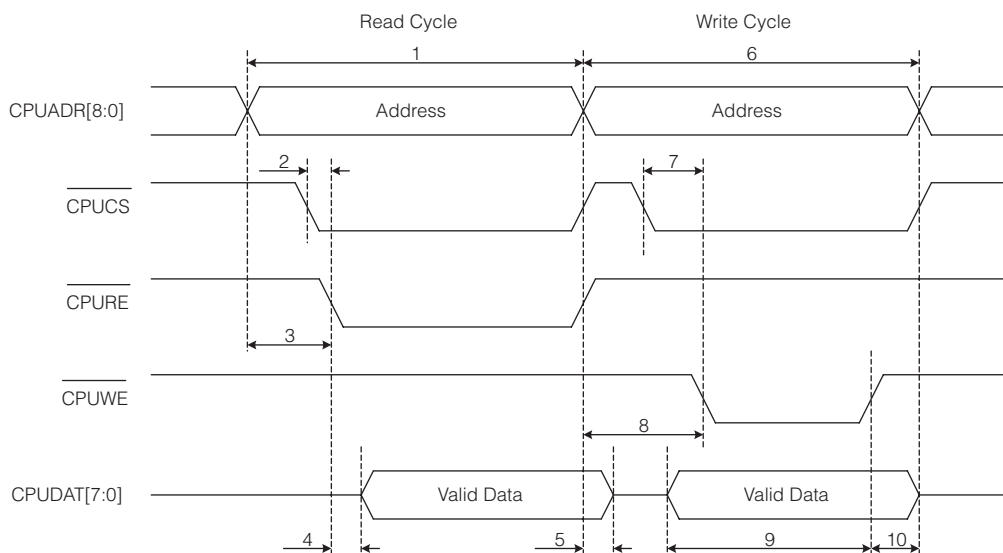 Read Cycle Write Cycle
1 6
CPUADR[8:0] Address Address
2 7
CPUCS
CPURE
3
CPUWE
8
CPUDAT[7:0] Valid Data Valid Data
4 5 9 10